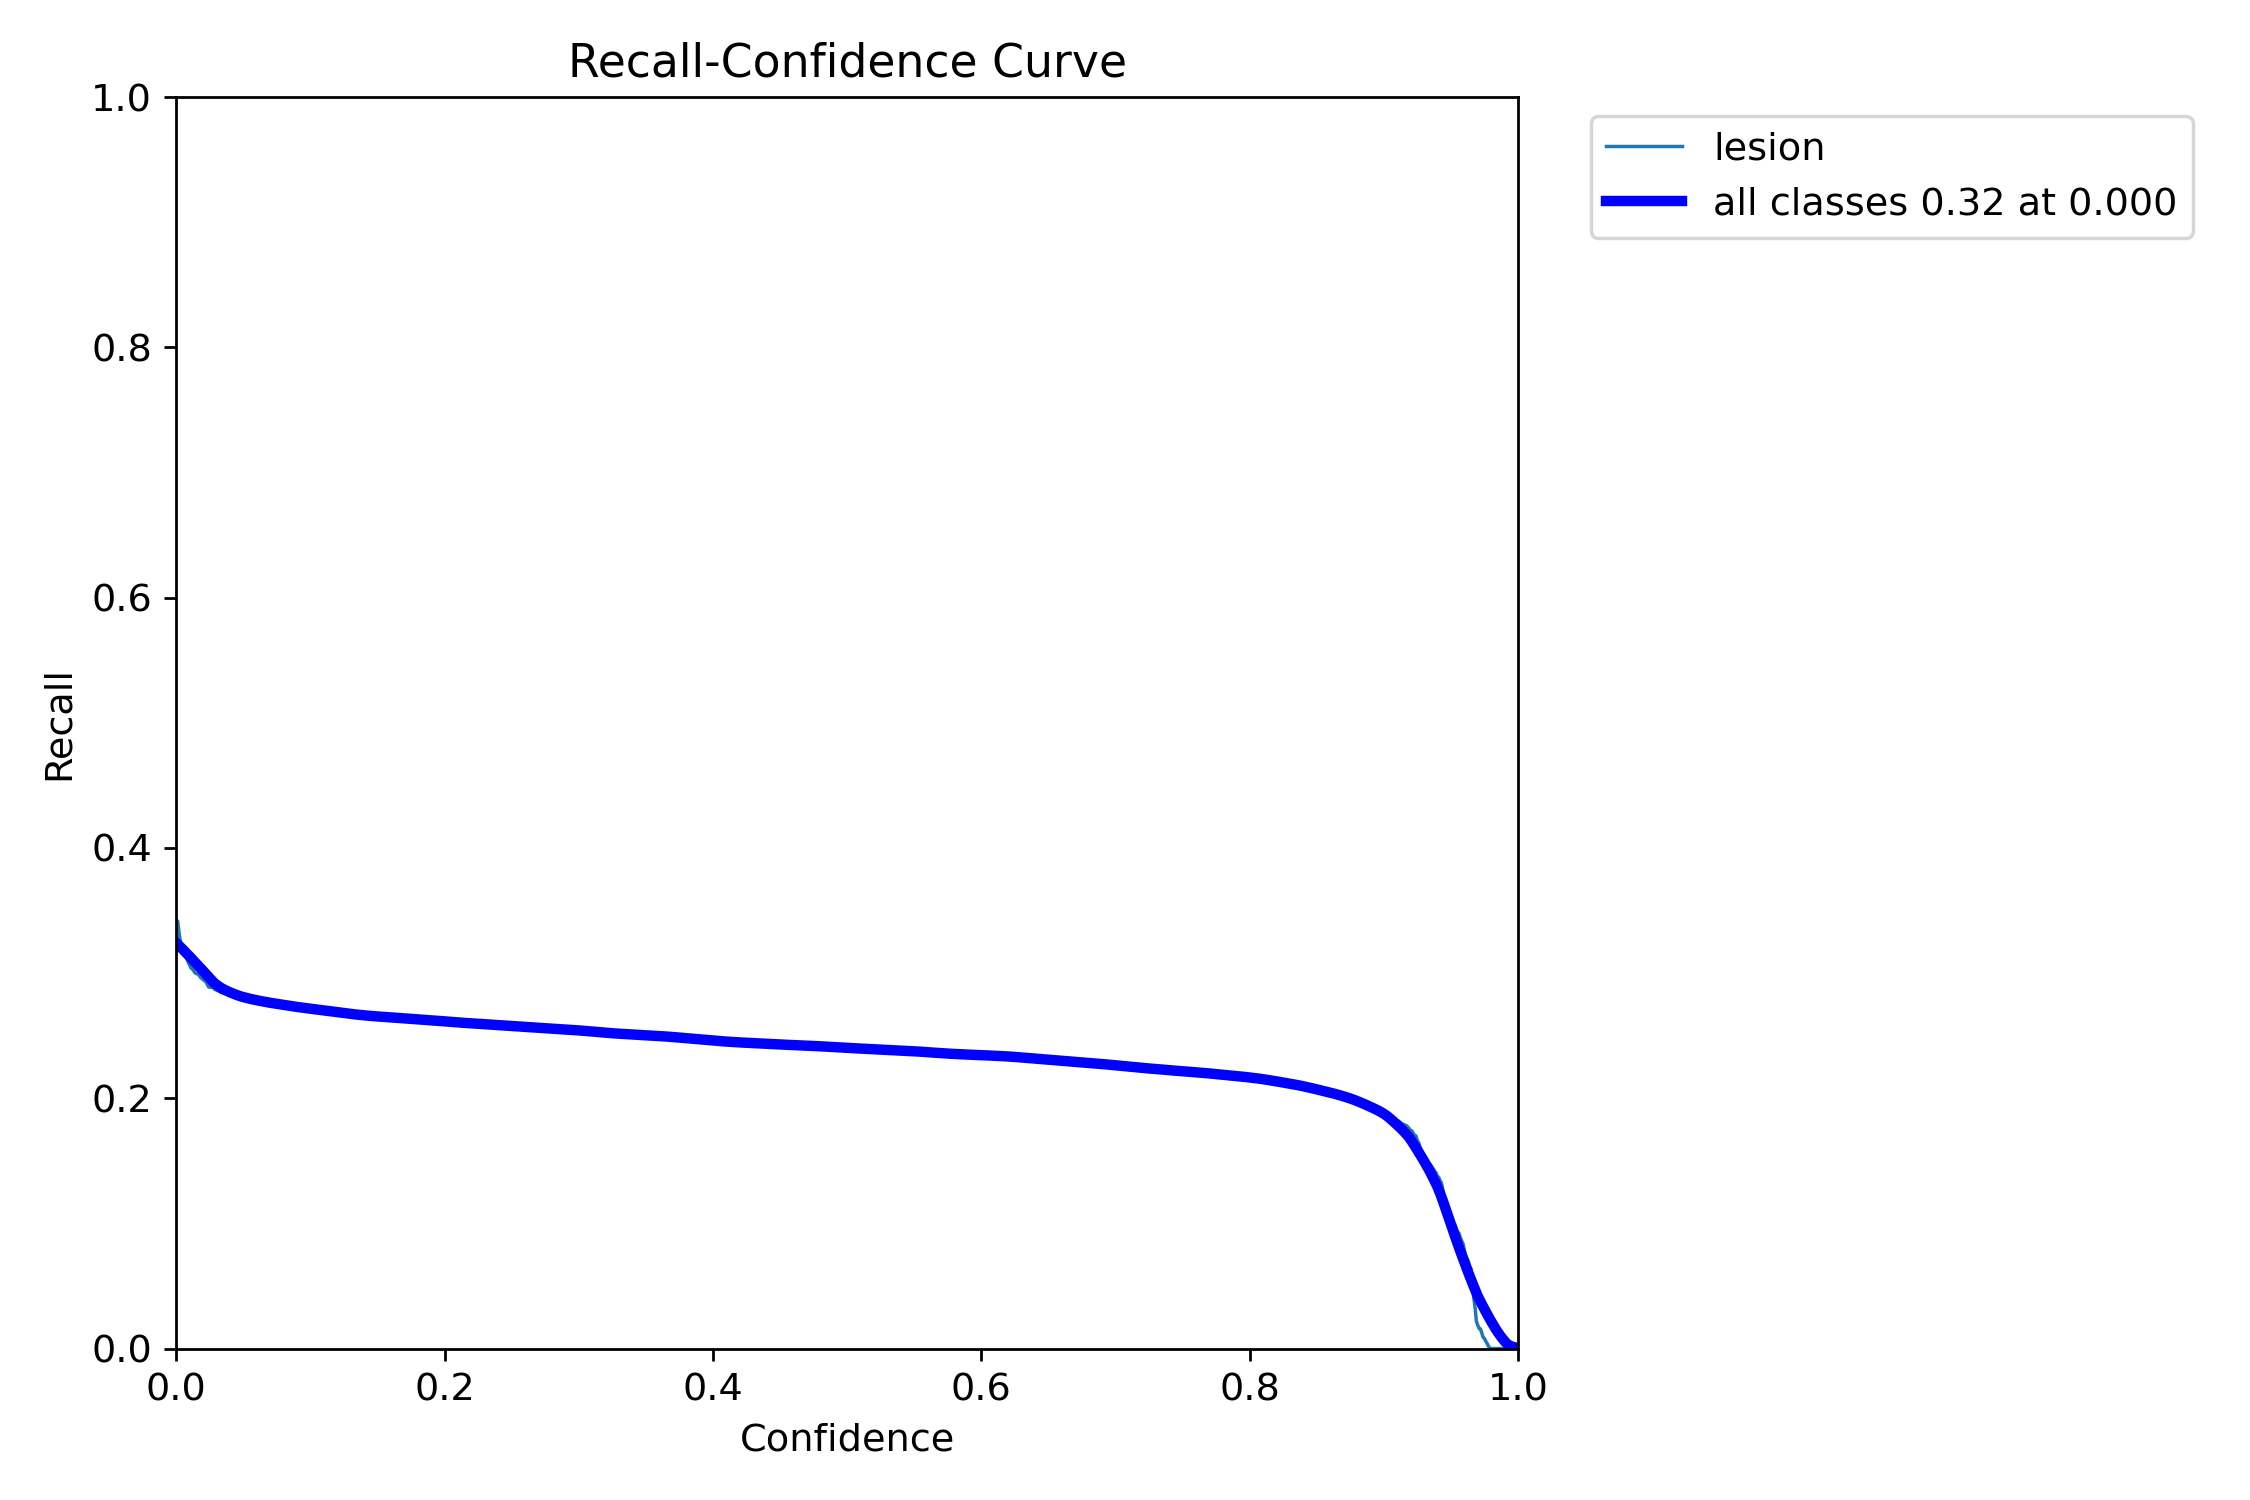 Recall-Confidence Curve
1.0
0.8
0.6
0.4
0.2
0.0
Recall
0.0 0.2 0.4 0.6 0.8 1.0
Confidence
lesion
all classes 0.32 at 0.000